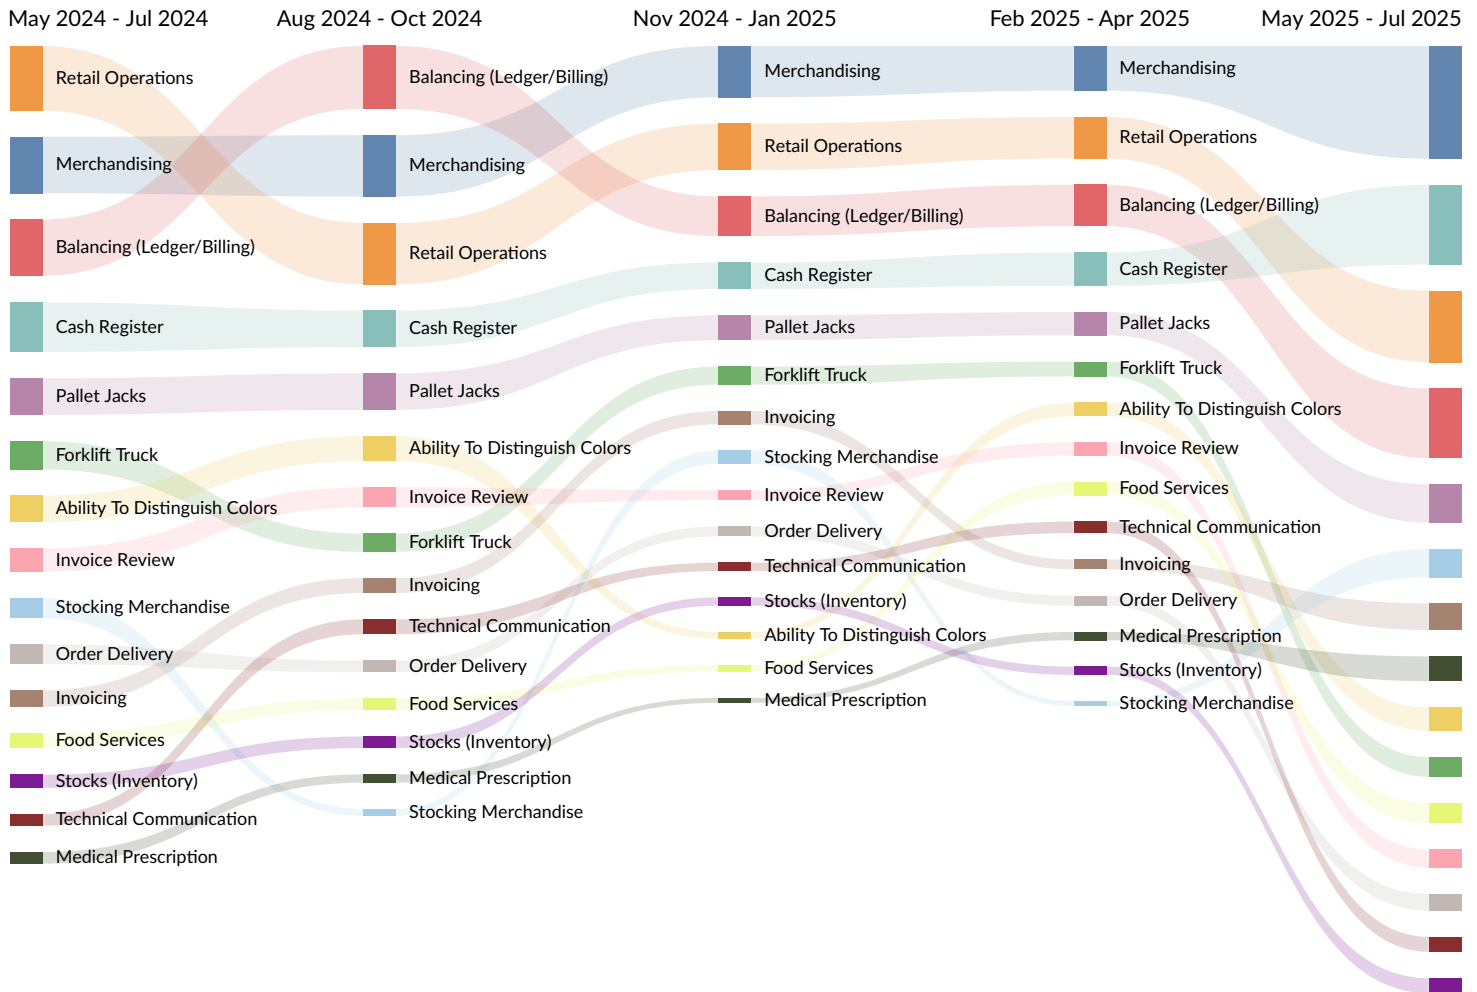 May 2024 - Jul 2024
Aug 2024 - Oct 2024
Nov 2024 - Jan 2025
Feb 2025 - Apr 2025
May 2025 - Jul 2025
Retail Operations
Merchandising
Balancing (Ledger/Billing)
Cash Register
Pallet Jacks
Forklift Truck
Ability To Distinguish Colors
Invoice Review
Stocking Merchandise
Order Delivery
Invoicing
Food Services
Stocks (Inventory)
Technical Communication
Medical Prescription
Balancing (Ledger/Billing)
Merchandising
Retail Operations
Cash Register
Pallet Jacks
Ability To Distinguish Colors
Invoice Review
Forklift Truck
Invoicing
Technical Communication
Order Delivery
Food Services
Stocks (Inventory)
Medical Prescription
Stocking Merchandise
Merchandising
Retail Operations
Balancing (Ledger/Billing)
Cash Register
Pallet Jacks
Forklift Truck
Invoicing
Stocking Merchandise
Invoice Review
Order Delivery
Technical Communication
Stocks (Inventory)
Ability To Distinguish Colors
Food Services
Medical Prescription
Merchandising
Retail Operations
Balancing (Ledger/Billing)
Cash Register
Pallet Jacks
Forklift Truck
Ability To Distinguish Colors
Invoice Review
Food Services
Technical Communication
Invoicing
Order Delivery
Medical Prescription
Stocks (Inventory)
Stocking Merchandise